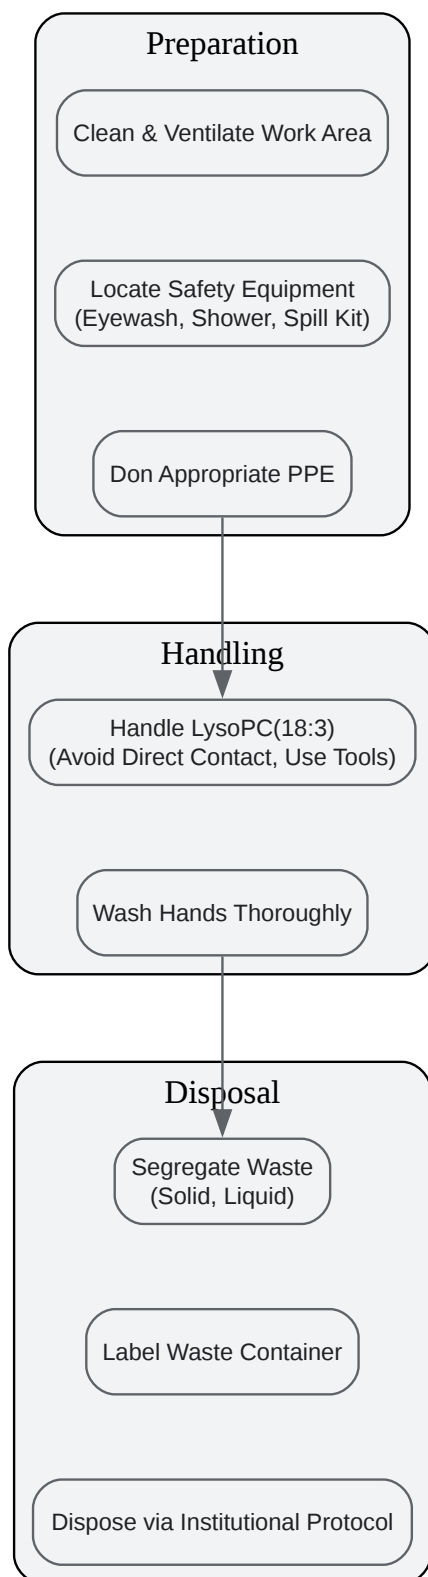 Preparation
Clean & Ventilate Work Area
Locate Safety Equipment
(Eyewash, Shower, Spill Kit)
Don Appropriate PPE
Handling
Handle LysoPC(18:3)
(Avoid Direct Contact, Use Tools)
Wash Hands Thoroughly
Disposal
Segregate Waste
(Solid, Liquid)
Label Waste Container
Dispose via Institutional Protocol